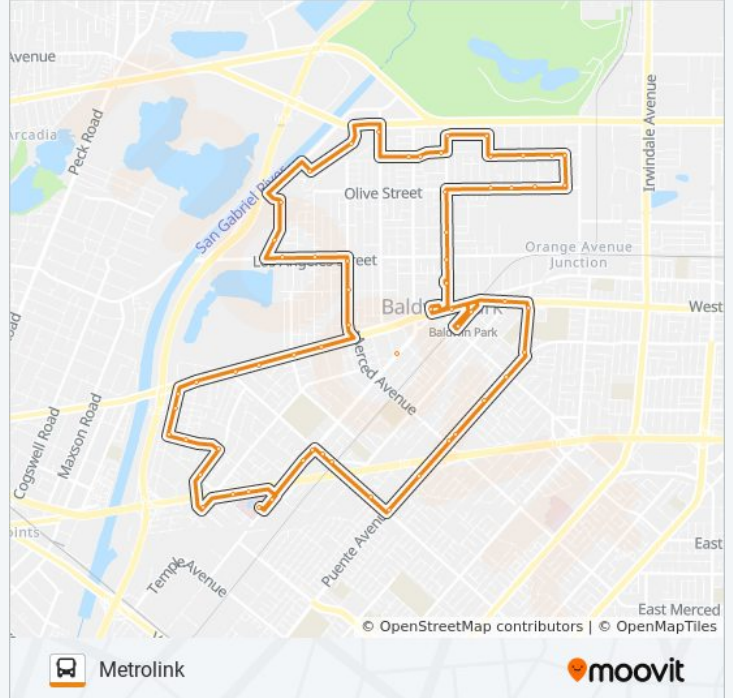 Avenue
Arcadia
Peck Road
Irwindale Avenue
San Gabriel River
Olive Street
Orange Avenue
Junction
Los Angeles Street
Baldwin Park
West
Baldwin Park
Merced Avenue
Cogswell Road
Maxson Road
Puente Avenue
Temple Avenue
East
East Merced
© OpenStreetMap contributors | © OpenMapTiles
Metrolink
moovit